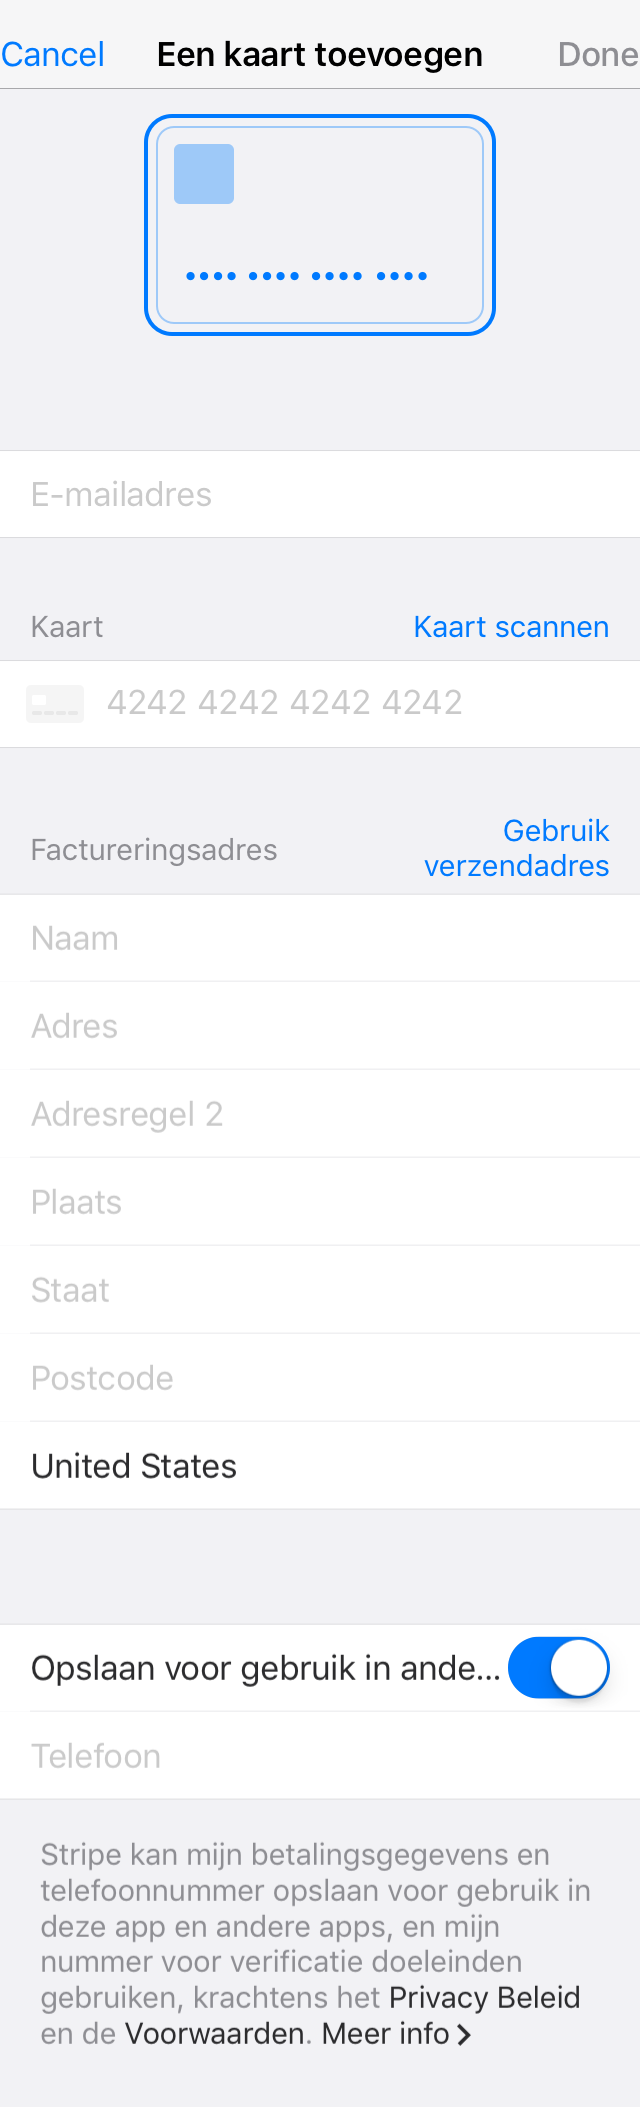 Cancel Een kaart toevoegen Done
•••• •••• •••• ••••
E-mailadres
Kaart Kaart scannen
4242 4242 4242 4242
Factureringsadres
Gebruik
verzendadres
Naam
Adres
Adresregel 2
Plaats
Staat
Postcode
United States
Opslaan voor gebruik in ande...
Telefoon
Stripe kan mijn betalingsgegevens en
telefoonnummer opslaan voor gebruik in
deze app en andere apps, en mijn
nummer voor verificatie doeleinden
gebruiken, krachtens het Privacy Beleid
en de Voorwaarden. Meer info